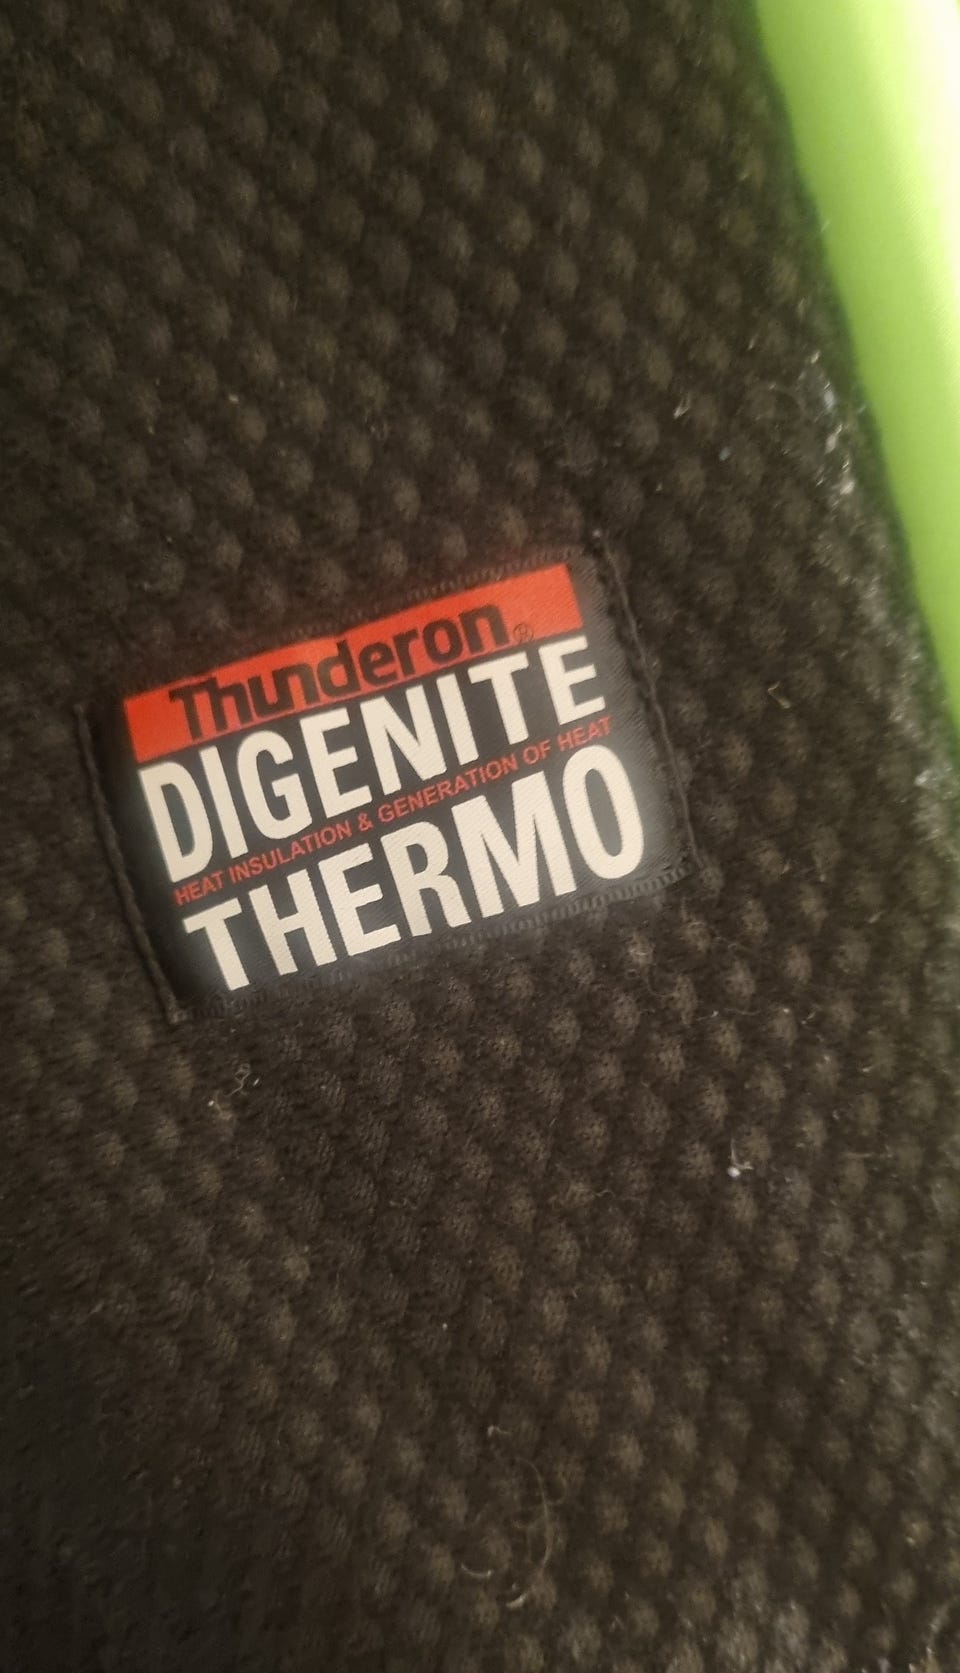 Thunderon®
DIGENITE
HEAT INSULATION & GENERATION OF HEAT
THERMO